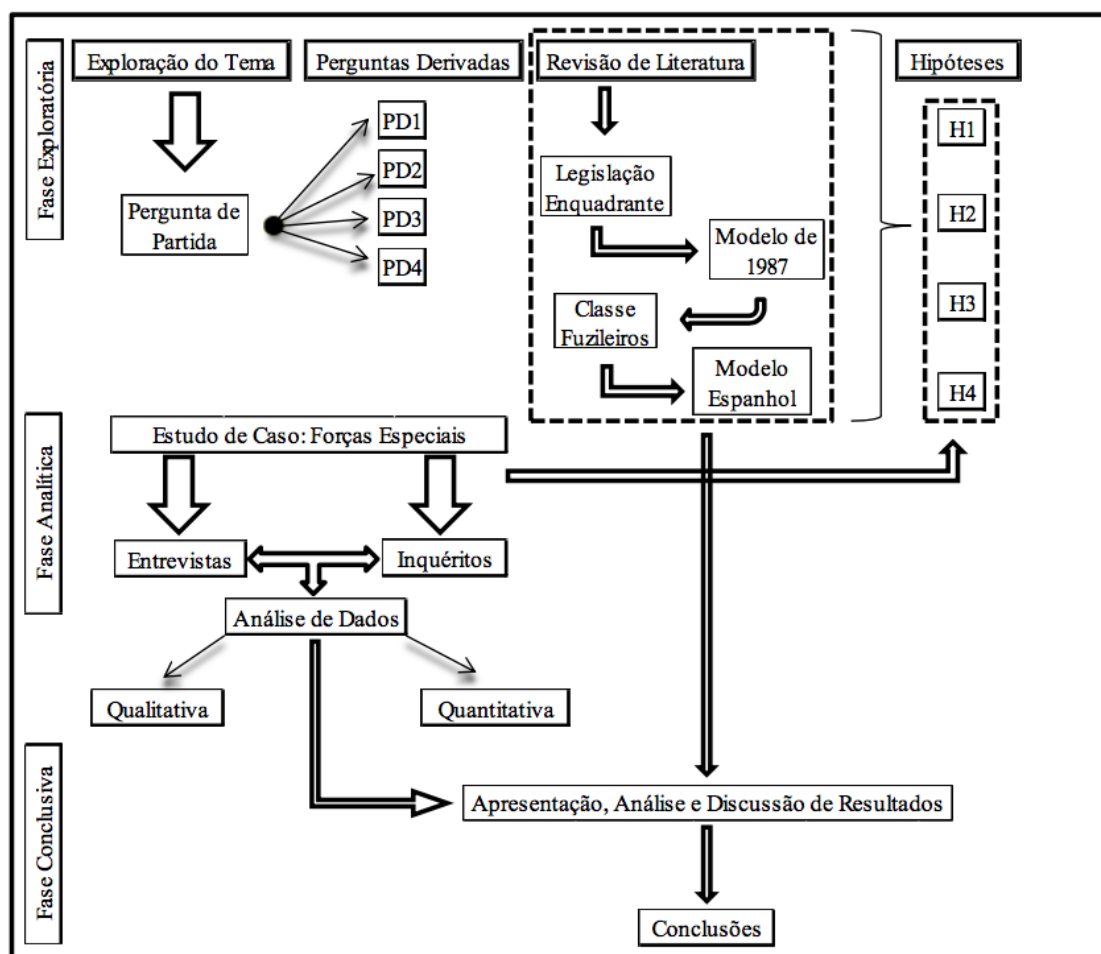 Fase Exploratória
Exploração do Tema
Perguntas Derivadas
Revisão de Literatura
Hipóteses
Pergunta de
Partida
PD1
PD2
PD3
PD4
Legislação
Enquadrante
Modelo de
1987
Classe
Fuzileiros
Modelo
Espanhol
H1
H2
H3
H4
Fase Analítica
Estudo de Caso: Forças Especiais
Entrevistas
Inquéritos
Análise de Dados
Qualitativa
Quantitativa
Fase Conclusiva
Apresentação, Análise e Discussão de Resultados
Conclusões